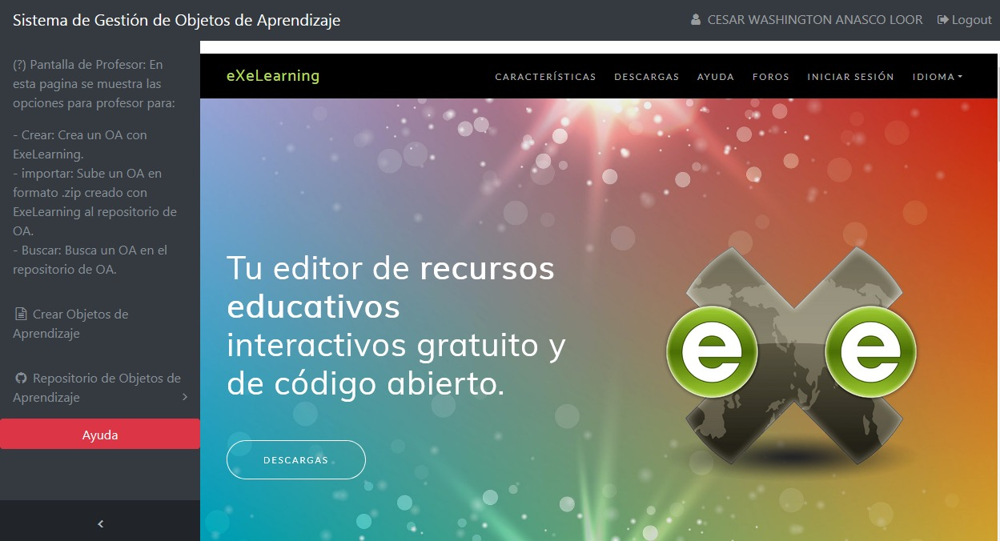 Sistema de Gestión de Objetos de Aprendizaje
CESAR WASHINGTON ANASCO LOOR
Logout
(?) Pantalla de Profesor: En
esta pagina se muestra las
opciones para profesor para:
- Crear: Crea un OA con
ExeLearning.
- importar: Sube un OA en
formato .zip creado con
ExeLearning al repositorio de
OA.
- Buscar: Busca un OA en el
repositorio de OA.
Crear Objetos de
Aprendizaje
Repositorio de Objetos de
Aprendizaje
Ayuda
eXeLearning
CARACTERÍSTICAS
DESCARGAS
AYUDA
FOROS
INICIAR SESIÓN
IDIOMA
Tu editor de recursos
educativos
interactivos gratuito y
de código abierto.
DESCARGAS
eXe